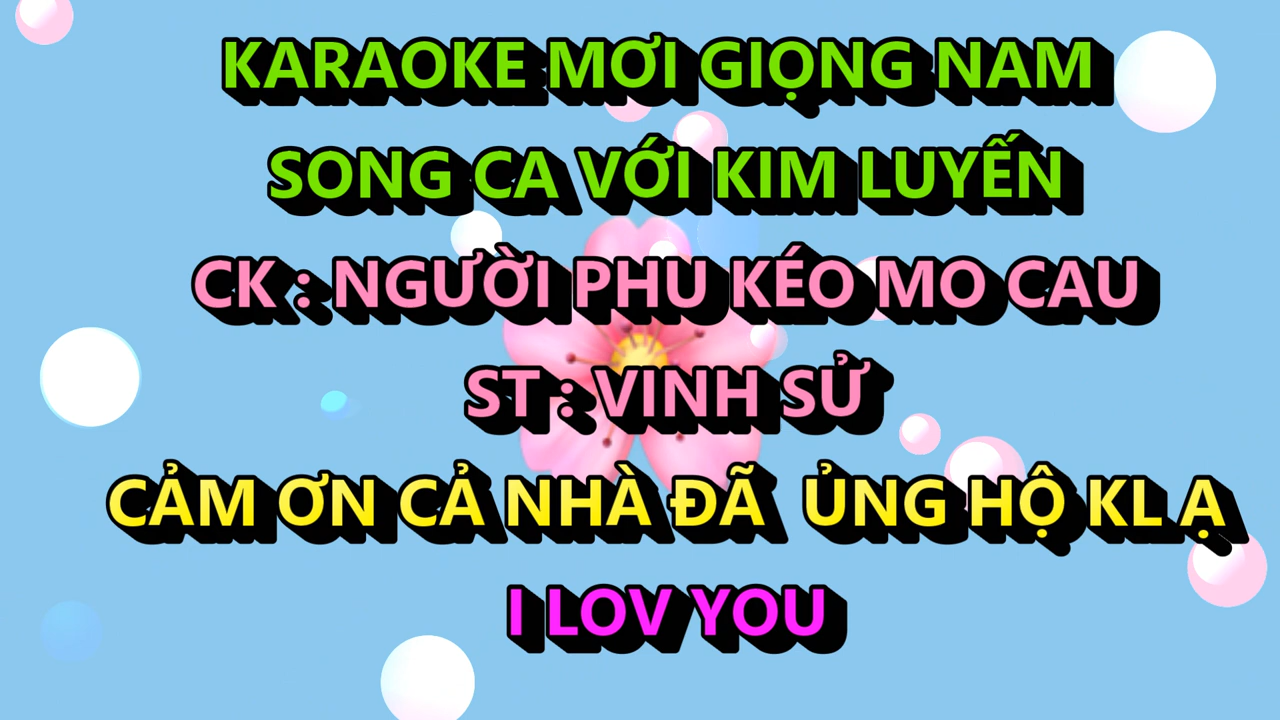 KARAOKE MƠI GIỌNG NAM
SONG CA VỚI KIM LUYẾN
CK : NGƯỜI PHU KÉO MO CAU
ST : VINH SỬ
CẢM ƠN CẢ NHÀ ĐÃ ỦNG HỘ KL Ạ
I LOV YOU